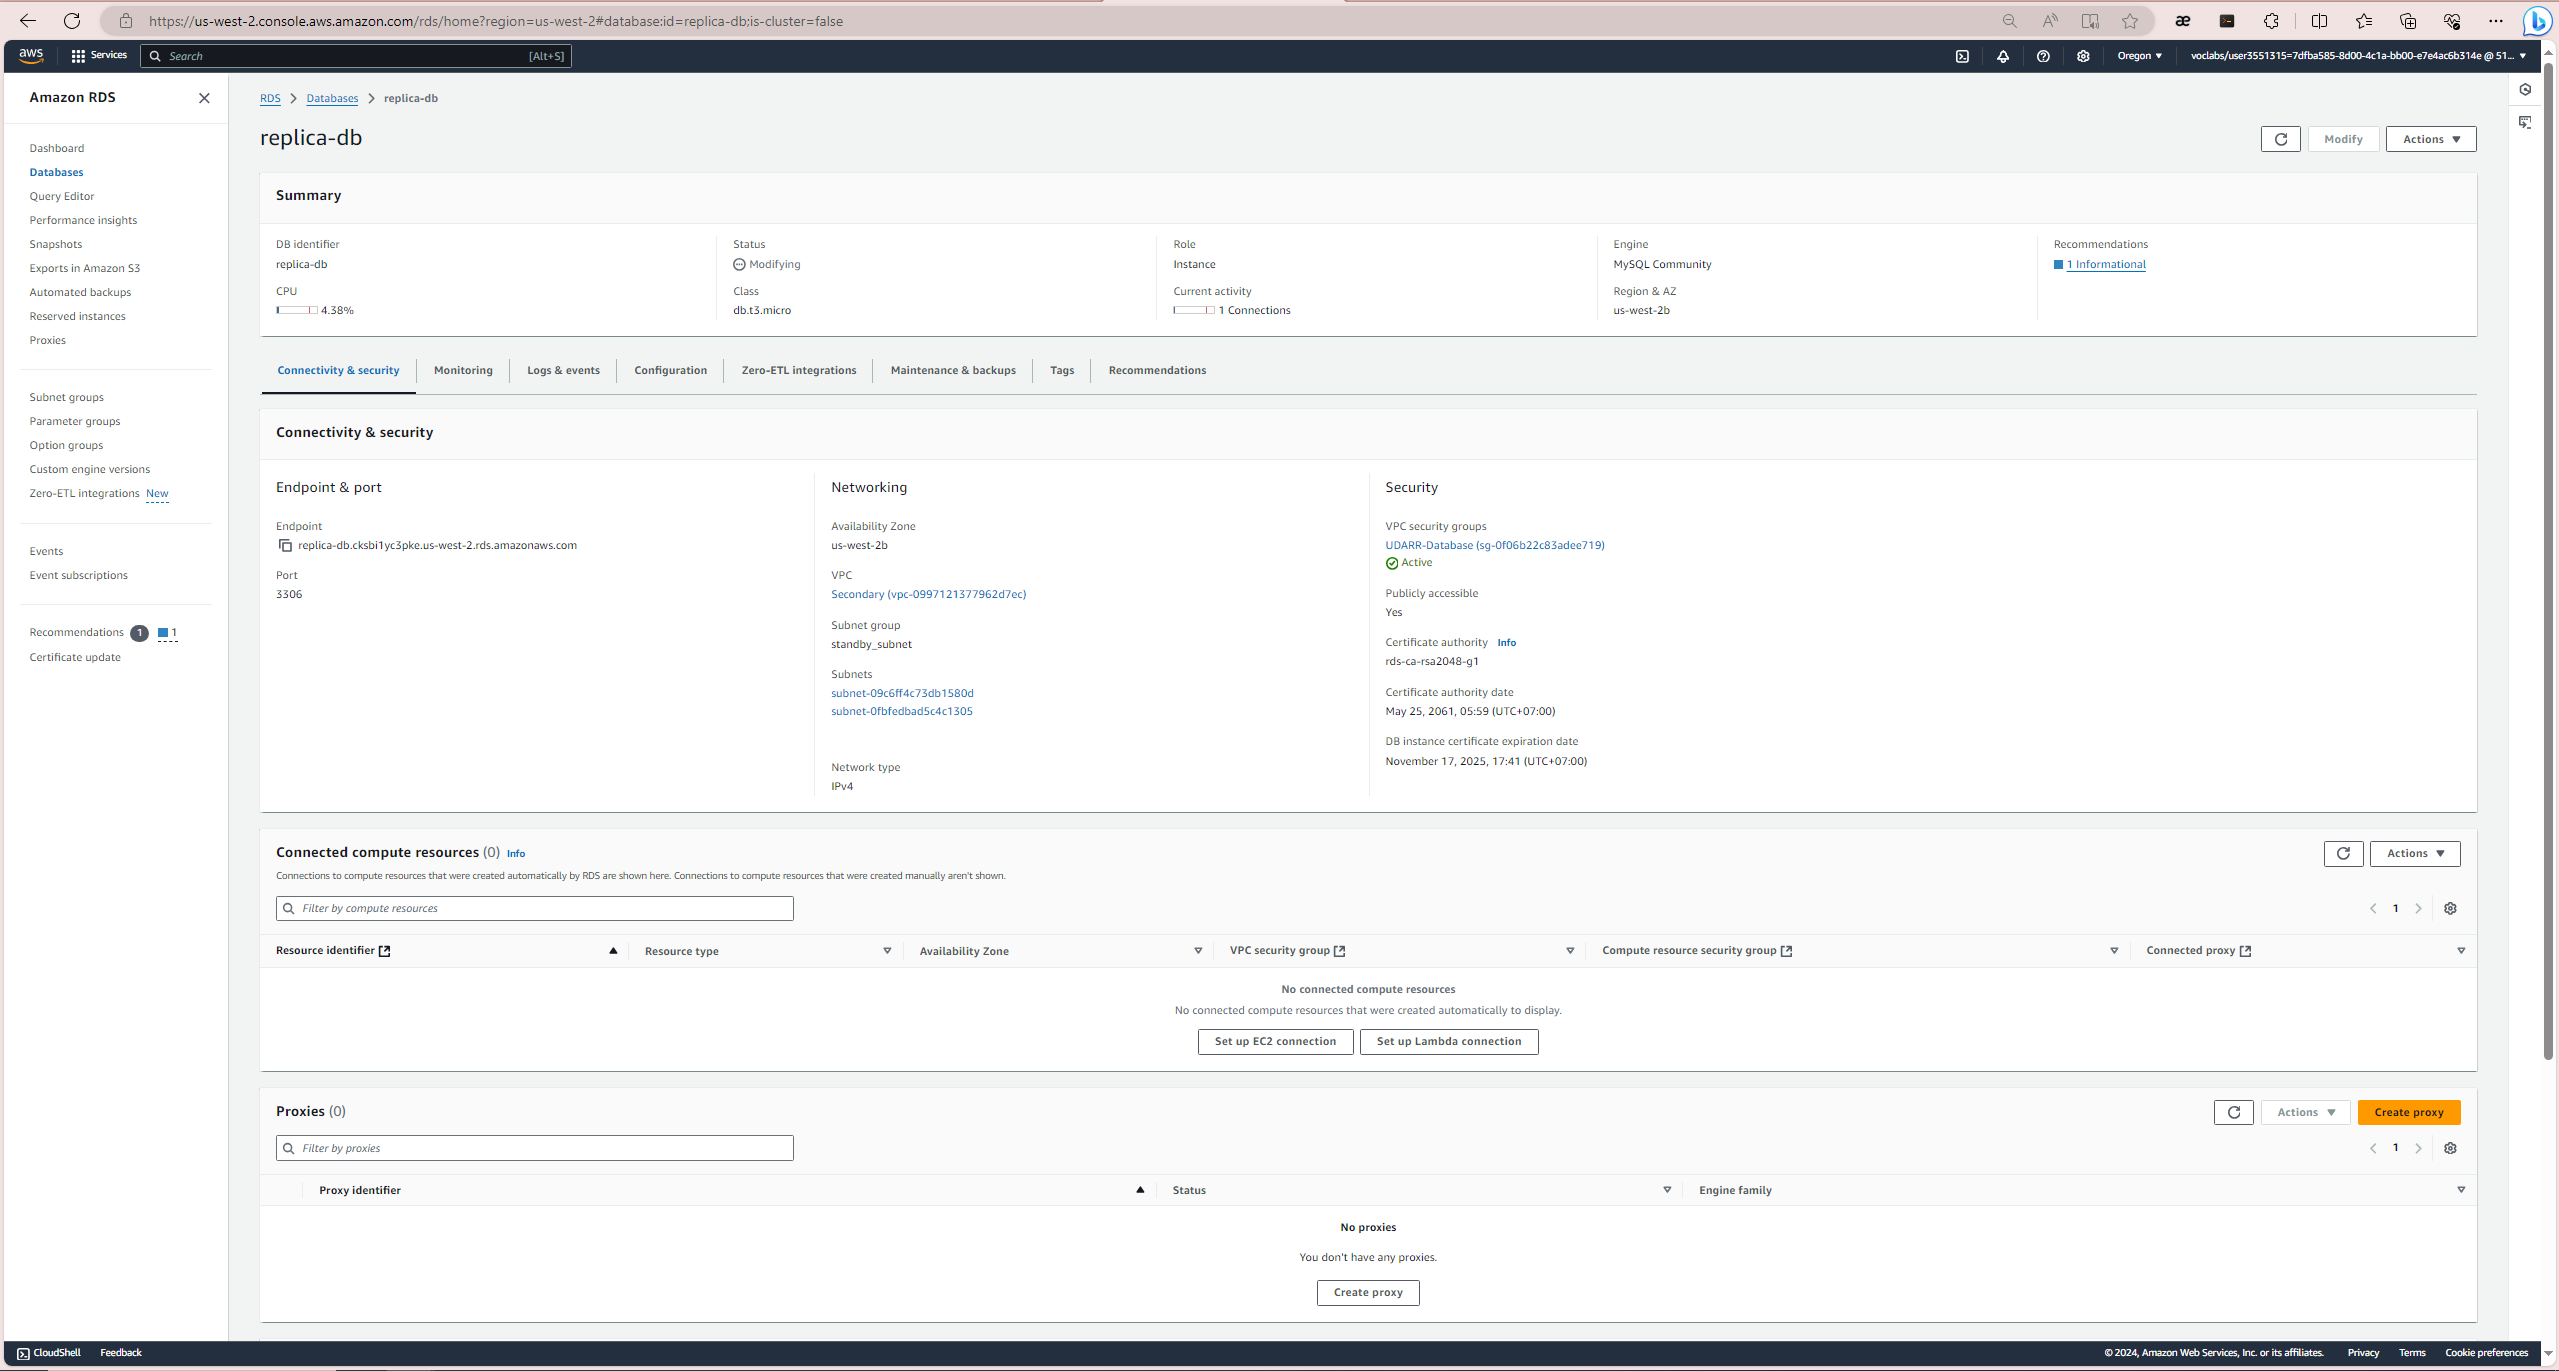 https://us-west-2.console.aws.amazon.com/rds/home?region=us-west-2#database:id=replica-db;is-cluster=false
aws
Services
Search
[Alt+S]
Oregon
voclabs/user3551315=7dfba585-8d00-4c1a-bb00-e7e4ac6b314e @ 51...
Amazon RDS
Dashboard
Databases
Query Editor
Performance insights
Snapshots
Exports in Amazon S3
Automated backups
Reserved instances
Proxies
Subnet groups
Parameter groups
Option groups
Custom engine versions
Zero-ETL integrations New
Events
Event subscriptions
Recommendations 1 1
Certificate update
RDS > Databases > replica-db
replica-db
Modify
Actions
Summary
DB identifier
replica-db
CPU
4.38%
Status
Modifying
Class
db.t3.micro
Role
Instance
Current activity
1 Connections
Engine
MySQL Community
Region & AZ
us-west-2b
Recommendations
1 Informational
Connectivity & security
Monitoring
Logs & events
Configuration
Zero-ETL integrations
Maintenance & backups
Tags
Recommendations
Connectivity & security
Endpoint & port
Endpoint
replica-db.cksbi1yc3pke.us-west-2.rds.amazonaws.com
Port
3306
Networking
Availability Zone
us-west-2b
VPC
Secondary (vpc-0997121377962d7ec)
Subnet group
standby_subnet
Subnets
subnet-09c6ff4c73db1580d
subnet-0fbfedbad5c4c1305
Network type
IPv4
Security
VPC security groups
UDARR-Database (sg-0f06b22c83adee719)
Active
Publicly accessible
Yes
Certificate authority Info
rds-ca-rsa2048-g1
Certificate authority date
May 25, 2061, 05:59 (UTC+07:00)
DB instance certificate expiration date
November 17, 2025, 17:41 (UTC+07:00)
Connected compute resources (0) Info
Actions
Connections to compute resources that were created automatically by RDS are shown here. Connections to compute resources that were created manually aren't shown.
Filter by compute resources
1
Resource identifier
Resource type
Availability Zone
VPC security group
Compute resource security group
Connected proxy
No connected compute resources
No connected compute resources that were created automatically to display.
Set up EC2 connection
Set up Lambda connection
Proxies (0)
Actions
Create proxy
Filter by proxies
1
Proxy identifier
Status
Engine family
No proxies
You don't have any proxies.
Create proxy
CloudShell
Feedback
© 2024, Amazon Web Services, Inc. or its affiliates.
Privacy
Terms
Cookie preferences